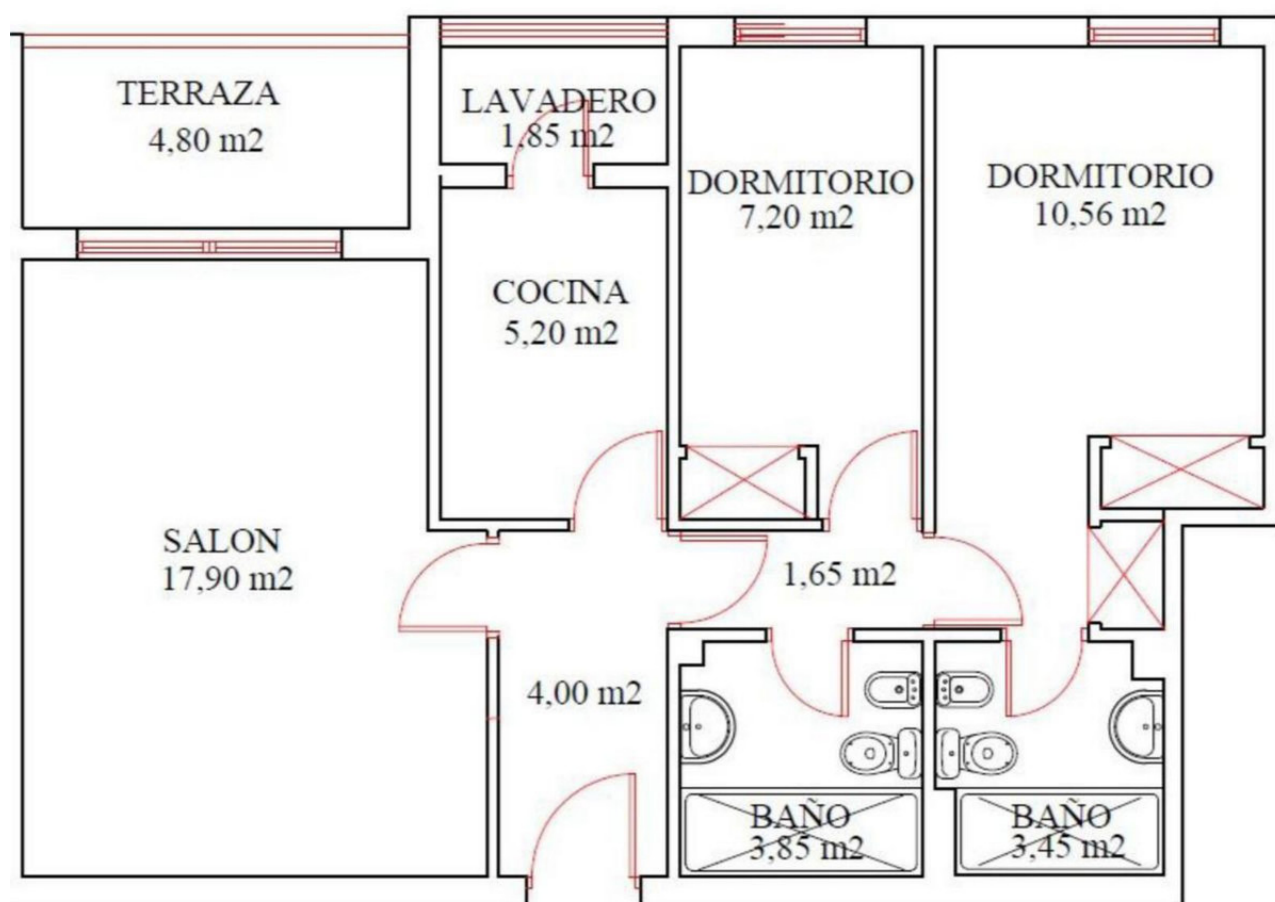 TERRAZA
4,80 m2
LAVADERO
1,85 m2
DORMITORIO
7,20 m2
DORMITORIO
10,56 m2
COCINA
5,20 m2
SALON
17,90 m2
1,65 m2
4,00 m2
BAÑO
3,85 m2
BAÑO
3,45 m2